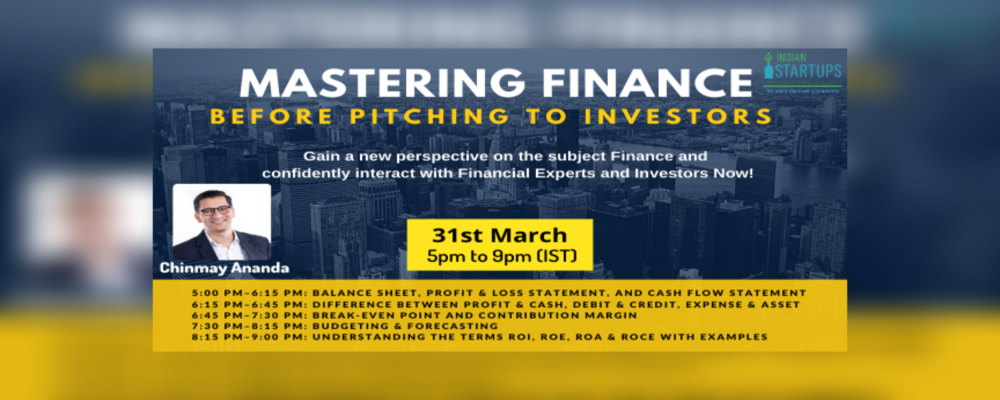 MASTERING FINANCE
INDIAN
STARTUPS
BEFORE PITCHING TO INVESTORS
Gain a new perspective on the subject Finance and
confidently interact with Financial Experts and Investors Now!
31st March
5pm to 9pm (IST)
Chinmay Ananda
5:00 PM–6:15 PM: BALANCE SHEET, PROFIT & LOSS STATEMENT, AND CASH FLOW STATEMENT
6:15 PM–6:45 PM: DIFFERENCE BETWEEN PROFIT & CASH, DEBIT & CREDIT, EXPENSE & ASSET
6:45 PM–7:30 PM: BREAK-EVEN POINT AND CONTRIBUTION MARGIN
7:30 PM–8:15 PM: BUDGETING & FORECASTING
8:15 PM–9:00 PM: UNDERSTANDING THE TERMS ROI, ROE, ROA & ROCE WITH EXAMPLES